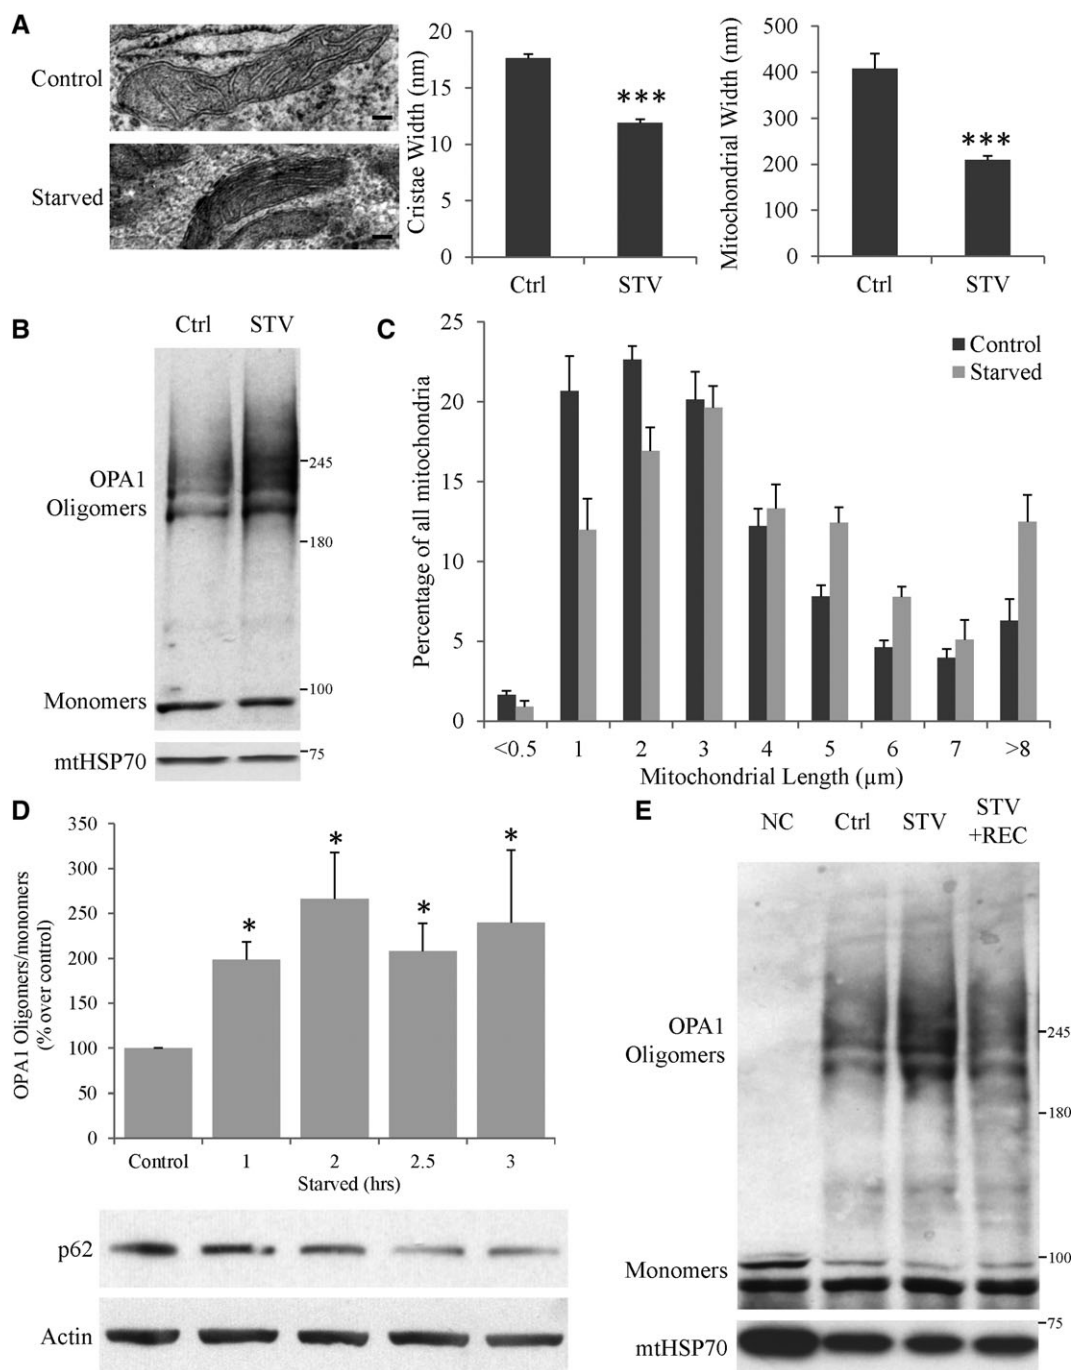 A
Control
Starved
Cristae Width (nm)
20
15
10
5
0
***
Ctrl
STV
Mitochondrial Width (nm)
500
400
300
200
100
0
***
Ctrl
STV
B
Ctrl
STV
OPA1
Oligomers
Monomers
mtHSP70
245
180
100
75
C
Percentage of all mitochondria
25
20
15
10
5
0
Control
Starved
<0.5 1 2 3 4 5 6 7 >8
Mitochondrial Length (µm)
D
OPA1 Oligomers/monomers
(% over control)
350
300
250
200
150
100
50
0
* * * *
Control 1 2 2.5 3
Starved (hrs)
p62
Actin
E
NC Ctrl STV STV
+REC
OPA1
Oligomers
Monomers
mtHSP70
245
180
100
75